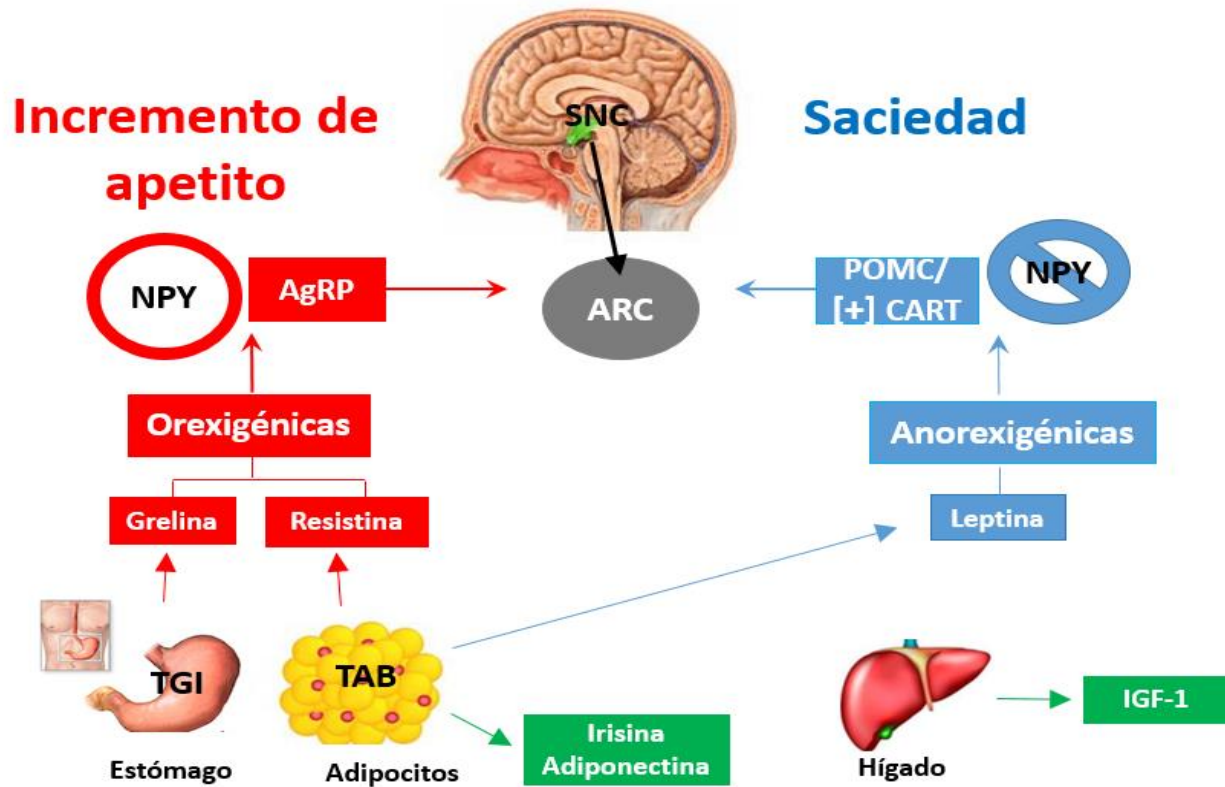 SNC
Incremento de
apetito
Saciedad
NPY
AgRP
ARC
POMC/
[+] CART
NPY
Orexigénicas
Anorexigénicas
Grelina
Resistina
Leptina
TGI
TAB
Estómago
Adipocitos
Irisina
Adiponectina
Hígado
IGF-1